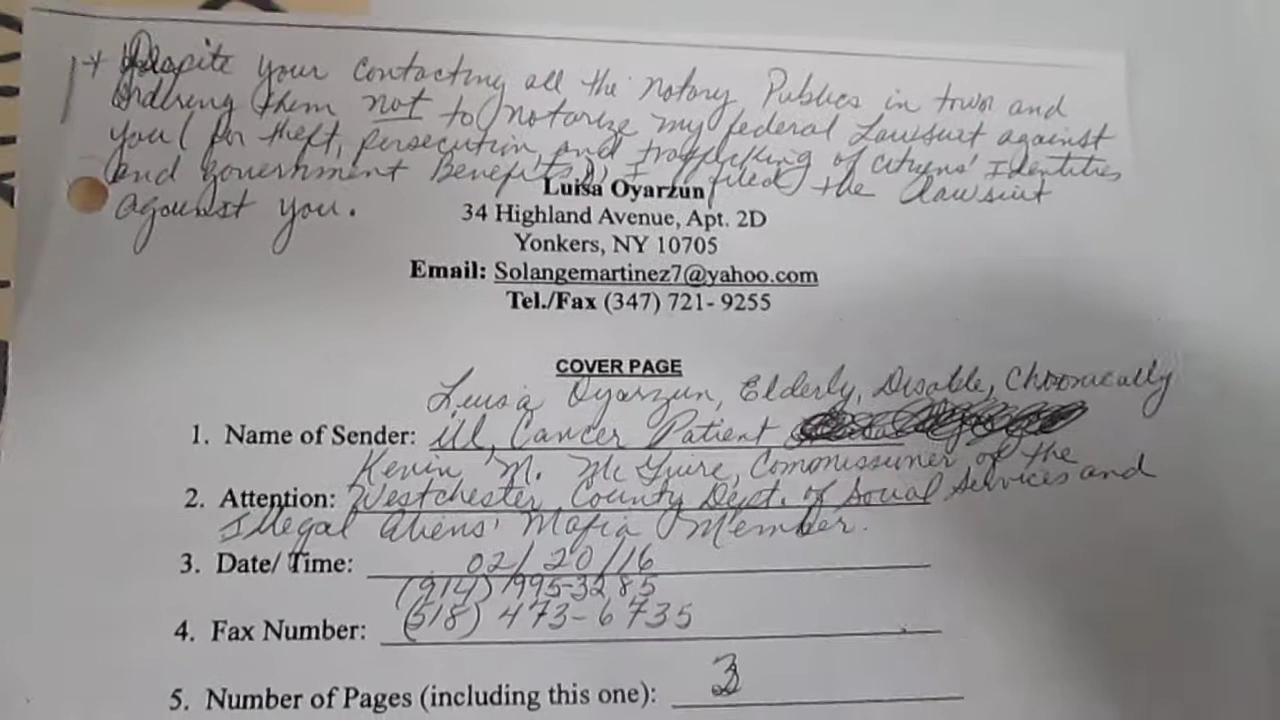 * Despite your contacting all the notary Publics in town and
ordering them not to notarize my federal Lawsuit against
you (for theft, persecution and trafficking of citizens' Identities
and government Benefits), I filed the lawsuit
against you.
Luisa Oyarzun
34 Highland Avenue, Apt. 2D
Yonkers, NY 10705
Email: Solangemartinez7@yahoo.com
Tel./Fax (347) 721- 9255
COVER PAGE
Luisa Oyarzun, Elderly, Disable, Chronically
1. Name of Sender: ill, Cancer Patient
Kevin M. McGuire, Commissioner of the
2. Attention: Westchester County Dept. of Social Services and
Illegal aliens' Mafia Member.
3. Date/ Time: 02/20/16
(914) 995-3285
4. Fax Number: (518) 473-6735
5. Number of Pages (including this one): 3